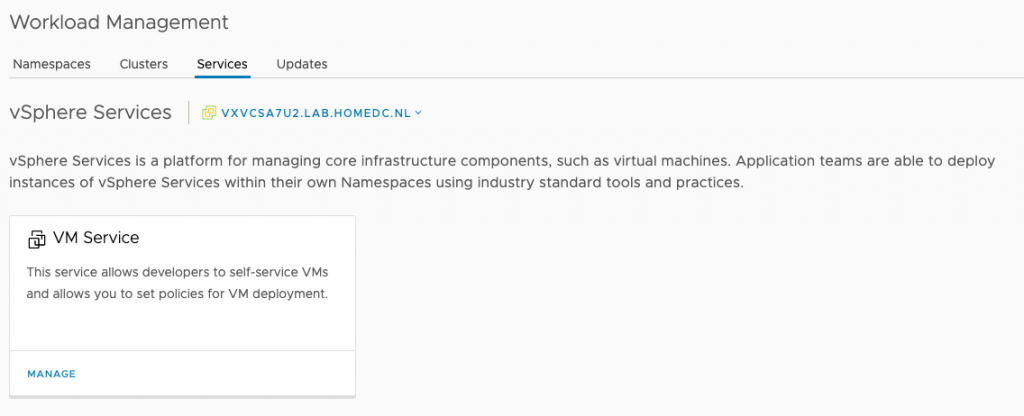 Workload Management
Namespaces Clusters Services Updates
vSphere Services VXVCSA7U2.LAB.HOMEDC.NL
vSphere Services is a platform for managing core infrastructure components, such as virtual machines. Application teams are able to deploy
instances of vSphere Services within their own Namespaces using industry standard tools and practices.
VM Service
This service allows developers to self-service VMs
and allows you to set policies for VM deployment.
MANAGE